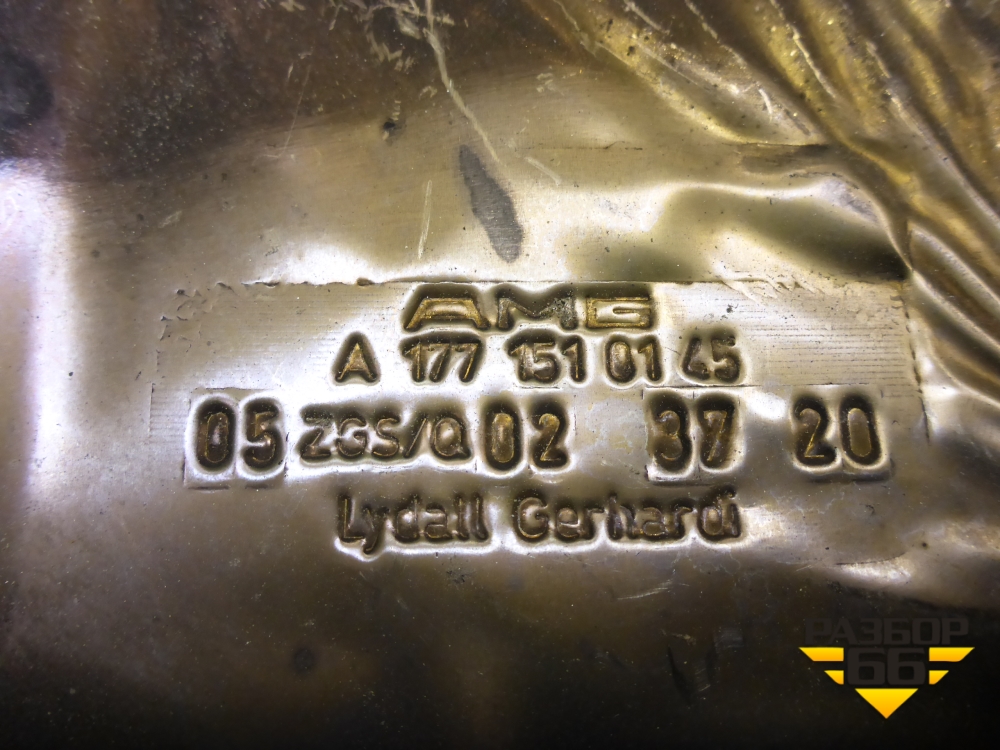 AMG
A 177 151 01 45
05 ZGS/Q 02 37 20
Lydall Gerhardi
РАЗБОР
66